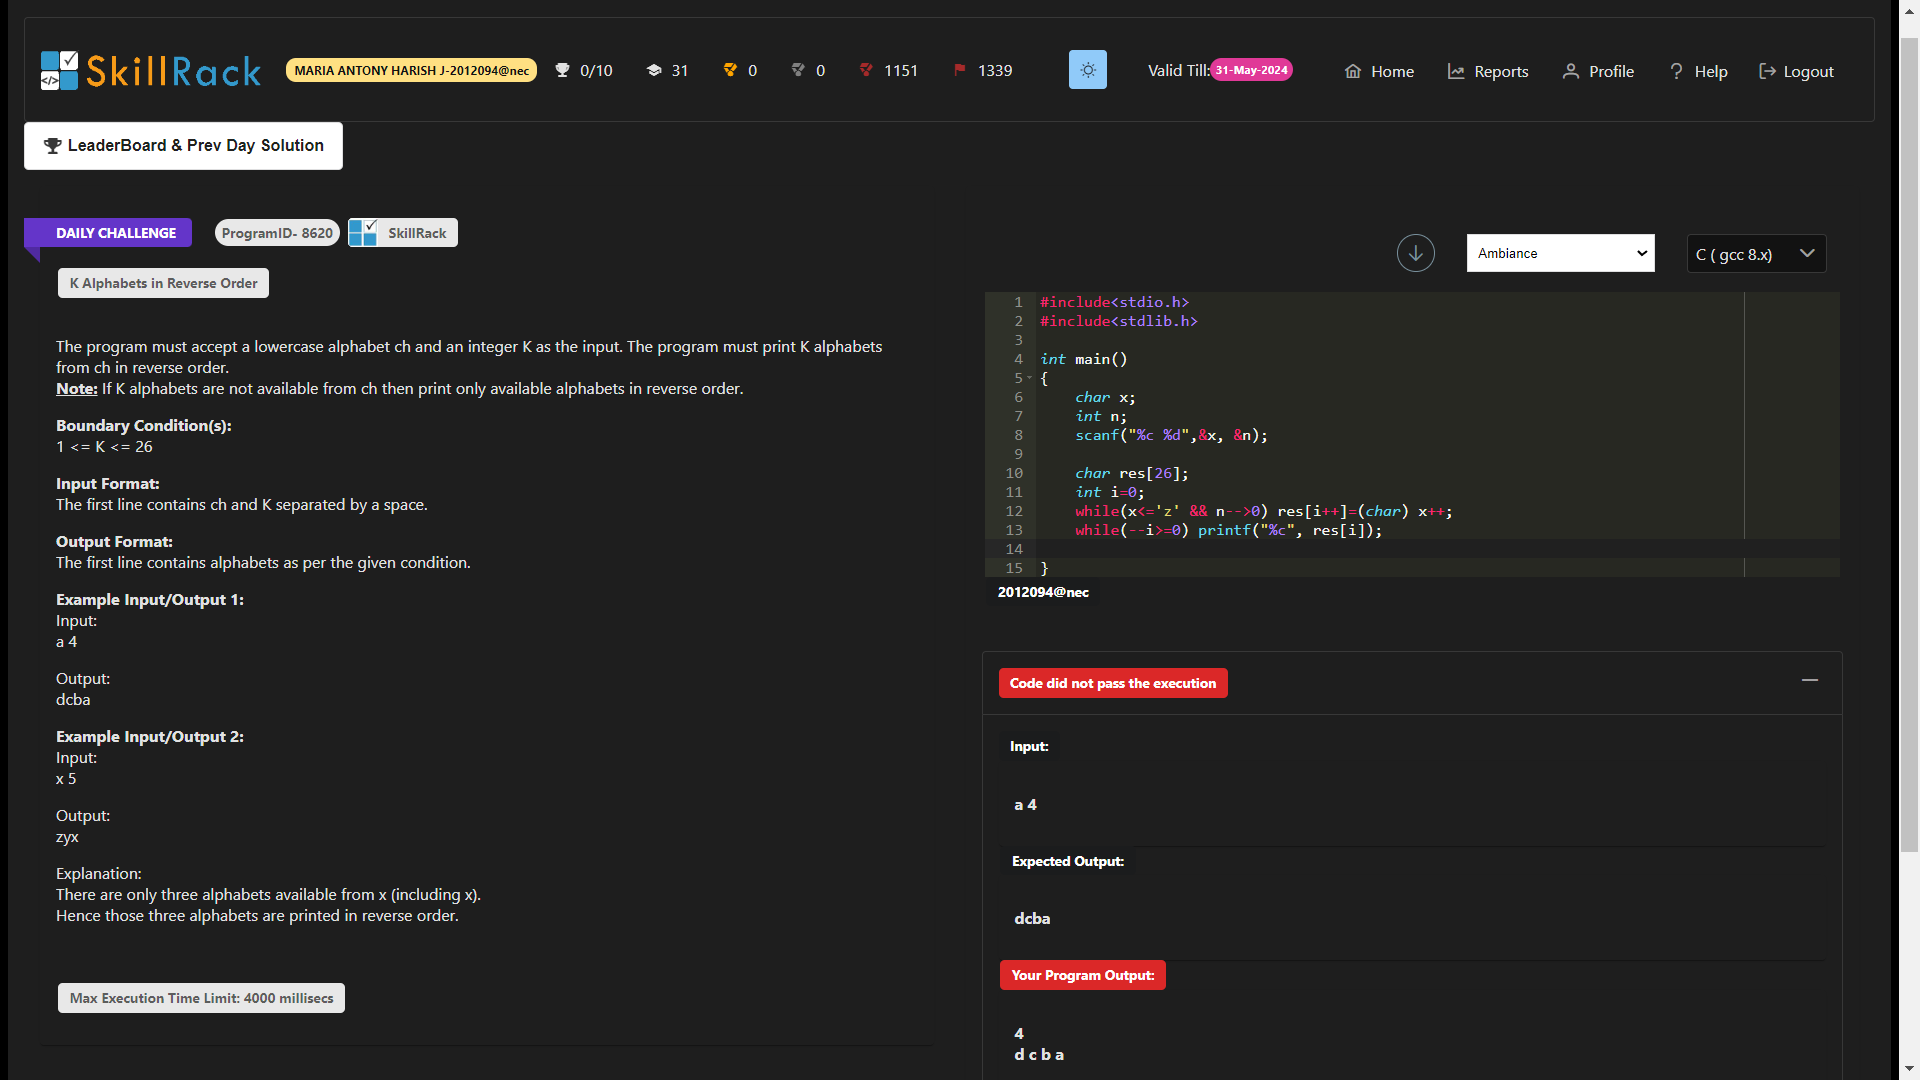 SkillRack
MARIA ANTONY HARISH J-2012094@nec
0/10
31
0
0
1151
1339
Valid Till:
31-May-2024
Home
Reports
Profile
Help
Logout
LeaderBoard & Prev Day Solution
DAILY CHALLENGE
ProgramID- 8620
SkillRack
K Alphabets in Reverse Order
The program must accept a lowercase alphabet ch and an integer K as the input. The program must print K alphabets
from ch in reverse order.
Note: If K alphabets are not available from ch then print only available alphabets in reverse order.
Boundary Condition(s):
1 <= K <= 26
Input Format:
The first line contains ch and K separated by a space.
Output Format:
The first line contains alphabets as per the given condition.
Example Input/Output 1:
Input:
a 4
Output:
dcba
Example Input/Output 2:
Input:
x 5
Output:
zyx
Explanation:
There are only three alphabets available from x (including x).
Hence those three alphabets are printed in reverse order.
Max Execution Time Limit: 4000 millisecs
Ambiance
C ( gcc 8.x)
1 #include<stdio.h>
2 #include<stdlib.h>
3
4 int main()
5 {
6 char x;
7 int n;
8 scanf("%c %d",&x, &n);
9
10 char res[26];
11 int i=0;
12 while(x<='z' && n-->0) res[i++]=(char) x++;
13 while(--i>=0) printf("%c", res[i]);
14
15 }
2012094@nec
Code did not pass the execution
Input:
a 4
Expected Output:
dcba
Your Program Output:
4
d c b a